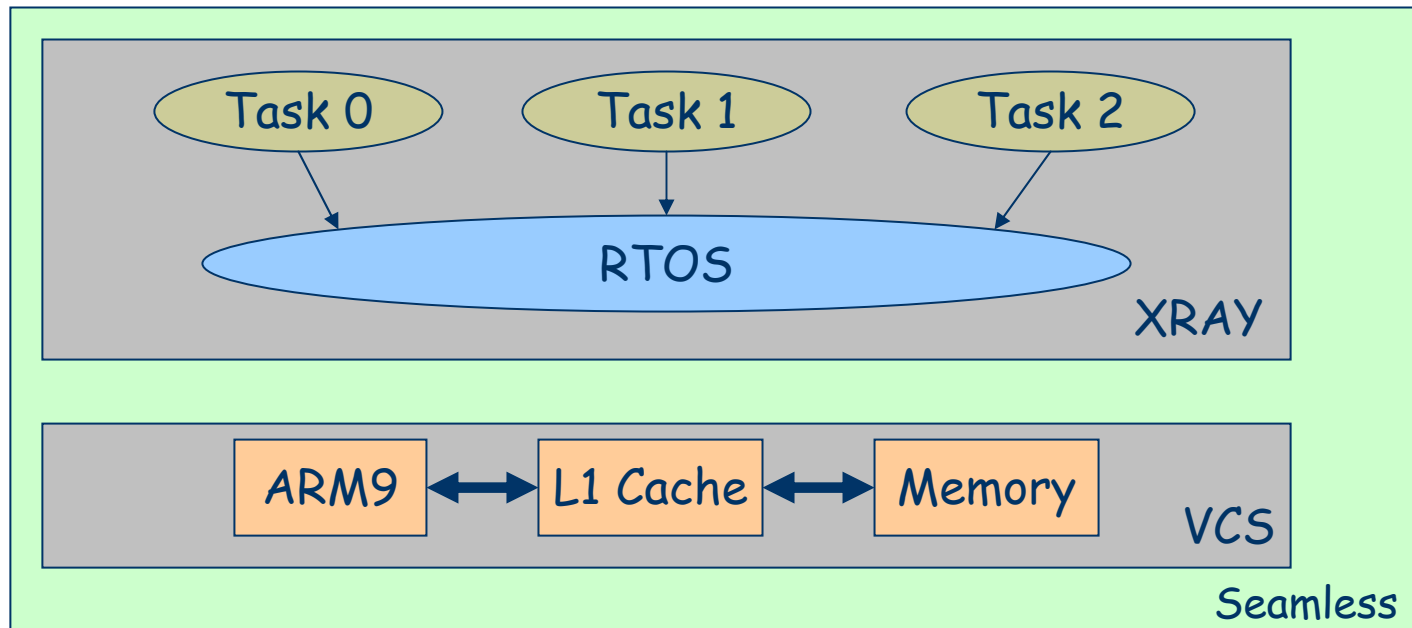 Task 0
Task 1
Task 2
RTOS
XRAY
ARM9
L1 Cache
Memory
VCS
Seamless